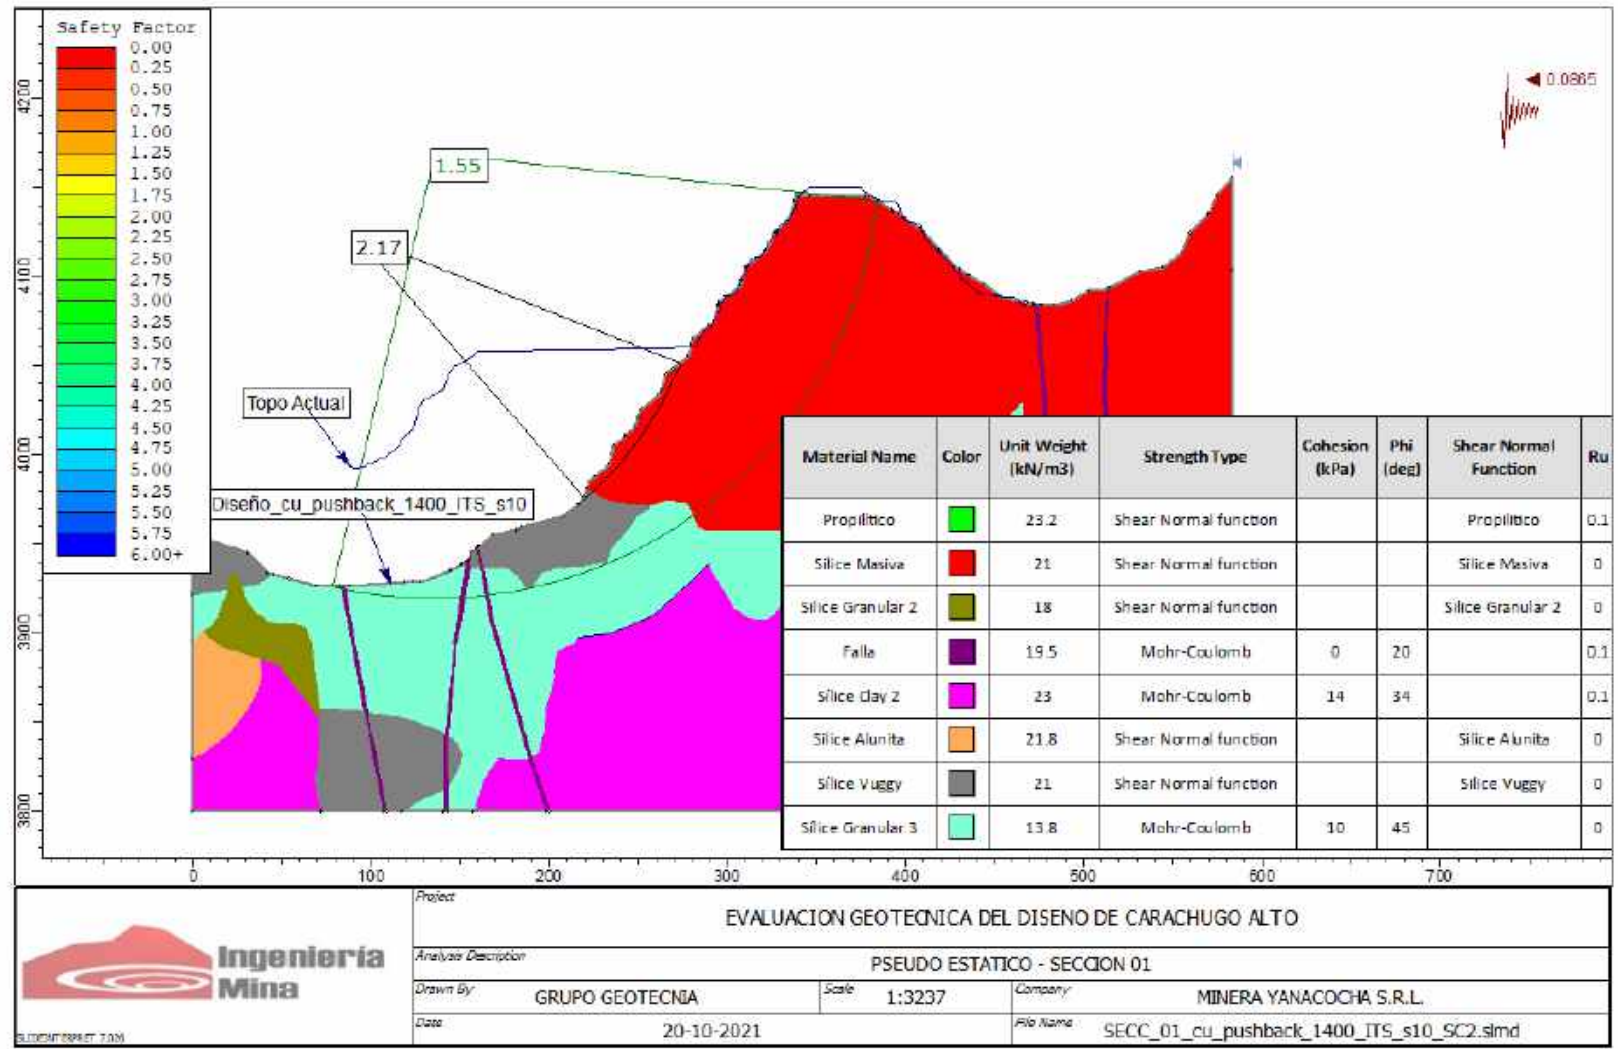 Safety Factor
0.00
0.25
0.50
0.75
1.00
1.25
1.50
1.75
2.00
2.25
2.50
2.75
3.00
3.25
3.50
3.75
4.00
4.25
4.50
4.75
5.00
5.25
5.50
5.75
6.00+
4200
4100
4000
3900
3800
0.0865
1.55
2.17
Topo Actual
Diseño_cu_pushback_1400_ITS_s10
Material Name Color Unit Weight (kN/m3) Strength Type Cohesion (kPa) Phi (deg) Shear Normal Function Ru
Propilitico 23.2 Shear Normal function Propilitico 0.1
Silice Masiva 21 Shear Normal function Silice Masiva 0
Silice Granular 2 18 Shear Normal function Silice Granular 2 0
Falla 19.5 Mohr-Coulomb 0 20 0.1
Silice Clay 2 23 Mohr-Coulomb 14 34 0.1
Silice Alunita 21.8 Shear Normal function Silice Alunita 0
Silice Vuggy 21 Shear Normal function Silice Vuggy 0
Silice Granular 3 13.8 Mohr-Coulomb 10 45 0
0 100 200 300 400 500 600 700
Ingeniería
Mina
SLIDEINTERPRET 7.026
Project
EVALUACION GEOTECNICA DEL DISENO DE CARACHUGO ALTO
Analysis Description
PSEUDO ESTATICO - SECCION 01
Drawn By GRUPO GEOTECNIA Scale 1:3237 Company MINERA YANACOCHA S.R.L.
Date 20-10-2021 File Name SECC_01_cu_pushback_1400_ITS_s10_SC2.slmd